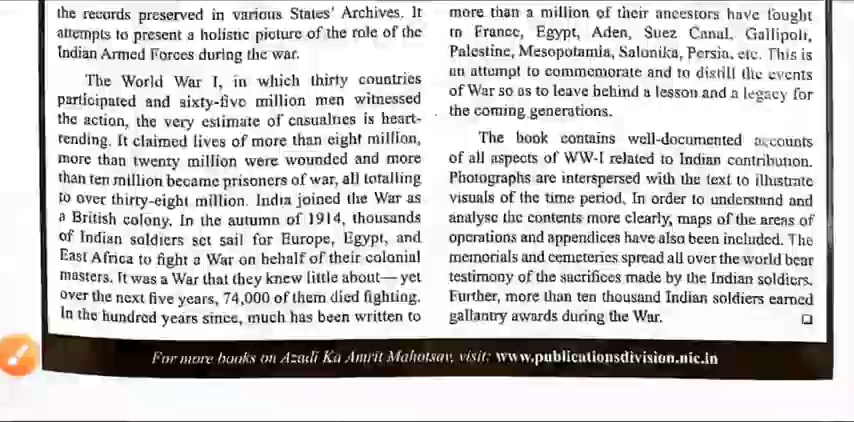 the records preserved in various States' Archives. It
attempts to present a holistic picture of the role of the
Indian Armed Forces during the war.
The World War I, in which thirty countries
participated and sixty-five million men witnessed
the action, the very estimate of casualties is heart-
rending. It claimed lives of more than eight million,
more than twenty million were wounded and more
than ten million became prisoners of war, all totalling
to over thirty-eight million. India joined the War as
a British colony. In the autumn of 1914, thousands
of Indian soldiers set sail for Europe, Egypt, and
East Africa to fight a War on behalf of their colonial
masters. It was a War that they knew little about—yet
over the next five years, 74,000 of them died fighting.
In the hundred years since, much has been written to
more than a million of their ancestors have fought
in France, Egypt, Aden, Suez Canal, Gallipoli,
Palestine, Mesopotamia, Salonika, Persia, etc. This is
an attempt to commemorate and to distill the events
of War so as to leave behind a lesson and a legacy for
the coming generations.
The book contains well-documented accounts
of all aspects of WW-I related to Indian contribution.
Photographs are interspersed with the text to illustrate
visuals of the time period. In order to understand and
analyse the contents more clearly, maps of the areas of
operations and appendices have also been included. The
memorials and cemeteries spread all over the world bear
testimony of the sacrifices made by the Indian soldiers.
Further, more than ten thousand Indian soldiers earned
gallantry awards during the War.
For more books on Azadi Ka Amrit Mahotsav, visit: www.publicationsdivision.nic.in